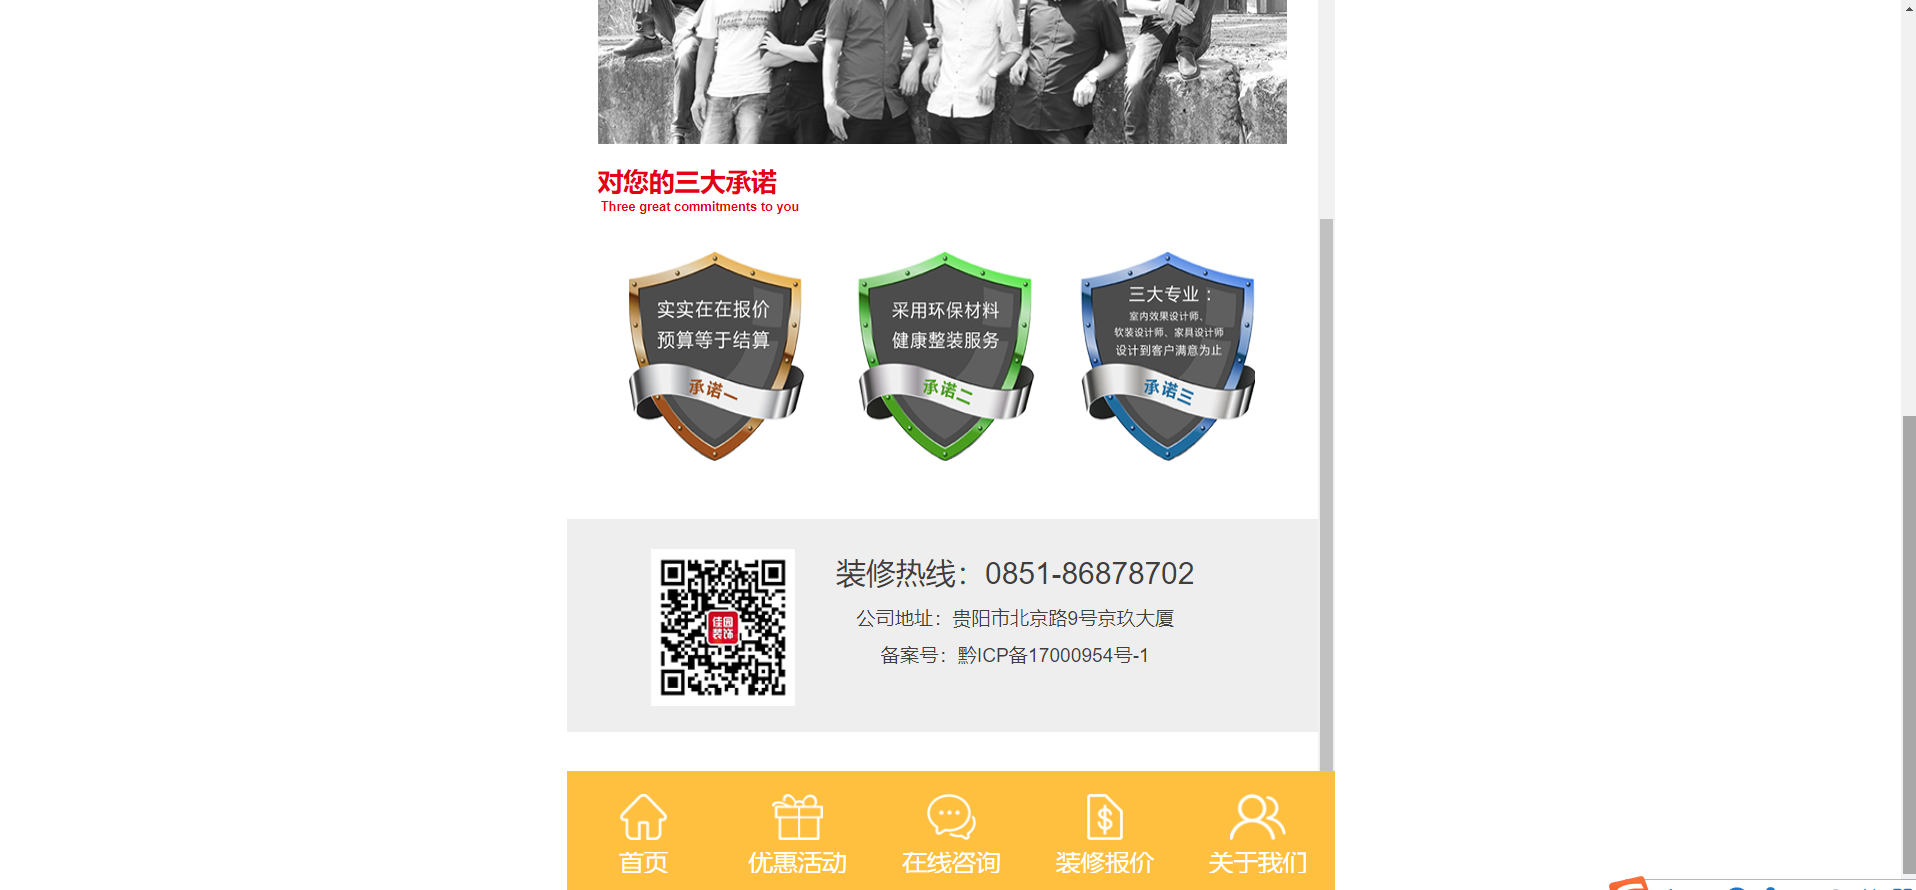 对您的三大承诺
Three great commitments to you
实实在在报价
预算等于结算
承诺一
采用环保材料
健康整装服务
承诺二
三大专业：
室内效果设计师、
软装设计师、家具设计师
设计到客户满意为止
承诺三
佳园
装饰
装修热线：0851-86878702
公司地址：贵阳市北京路9号京玖大厦
备案号：黔ICP备17000954号-1
首页
优惠活动
在线咨询
装修报价
关于我们